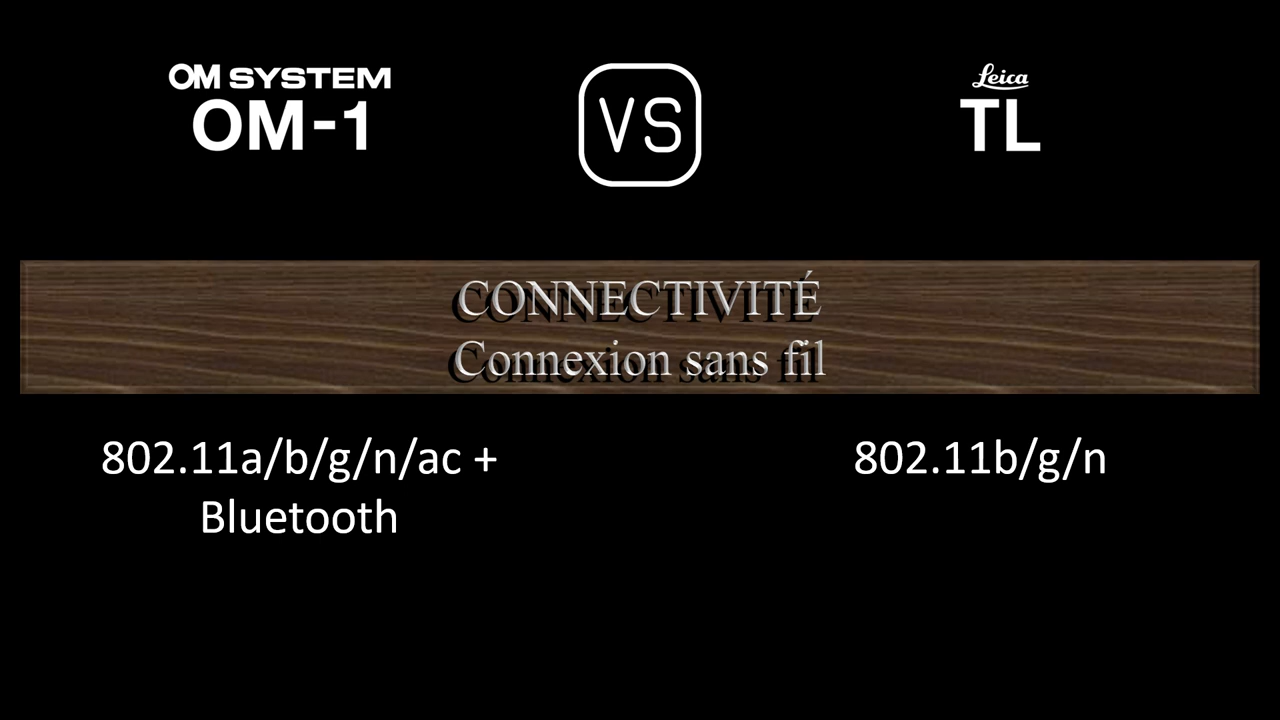 OM SYSTEM
OM-1
VS
Leica
TL
CONNECTIVITÉ
Connexion sans fil
802.11a/b/g/n/ac +
Bluetooth
802.11b/g/n